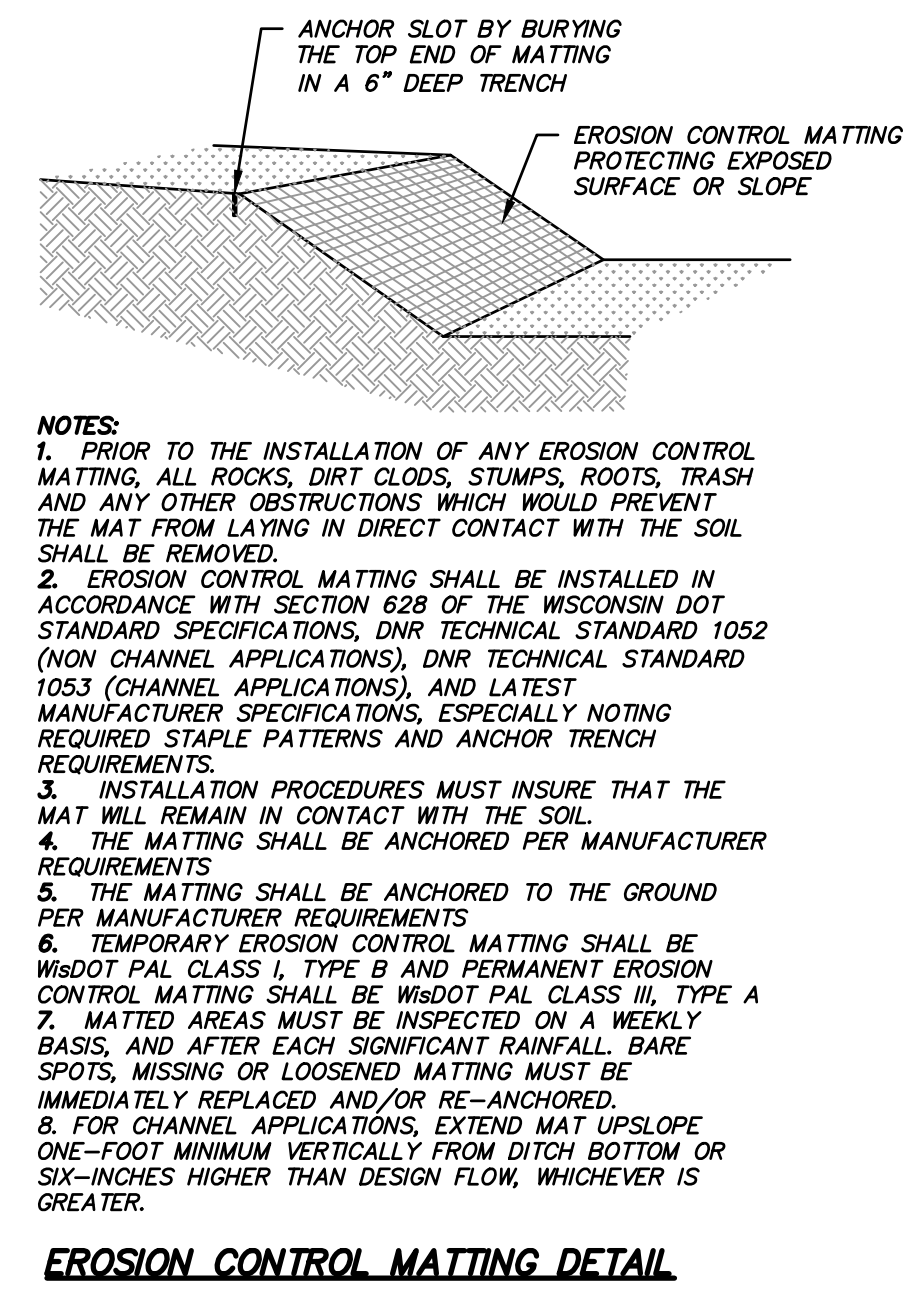 ANCHOR SLOT BY BURYING
THE TOP END OF MATTING
IN A 6" DEEP TRENCH
EROSION CONTROL MATTING
PROTECTING EXPOSED
SURFACE OR SLOPE
NOTES:
1. PRIOR TO THE INSTALLATION OF ANY EROSION CONTROL
MATTING, ALL ROCKS, DIRT CLODS, STUMPS, ROOTS, TRASH
AND ANY OTHER OBSTRUCTIONS WHICH WOULD PREVENT
THE MAT FROM LAYING IN DIRECT CONTACT WITH THE SOIL
SHALL BE REMOVED.
2. EROSION CONTROL MATTING SHALL BE INSTALLED IN
ACCORDANCE WITH SECTION 628 OF THE WISCONSIN DOT
STANDARD SPECIFICATIONS, DNR TECHNICAL STANDARD 1052
(NON CHANNEL APPLICATIONS), DNR TECHNICAL STANDARD
1053 (CHANNEL APPLICATIONS), AND LATEST
MANUFACTURER SPECIFICATIONS, ESPECIALLY NOTING
REQUIRED STAPLE PATTERNS AND ANCHOR TRENCH
REQUIREMENTS.
3. INSTALLATION PROCEDURES MUST INSURE THAT THE
MAT WILL REMAIN IN CONTACT WITH THE SOIL.
4. THE MATTING SHALL BE ANCHORED PER MANUFACTURER
REQUIREMENTS
5. THE MATTING SHALL BE ANCHORED TO THE GROUND
PER MANUFACTURER REQUIREMENTS
6. TEMPORARY EROSION CONTROL MATTING SHALL BE
WisDOT PAL CLASS I, TYPE B AND PERMANENT EROSION
CONTROL MATTING SHALL BE WisDOT PAL CLASS III, TYPE A
7. MATTED AREAS MUST BE INSPECTED ON A WEEKLY
BASIS, AND AFTER EACH SIGNIFICANT RAINFALL. BARE
SPOTS, MISSING OR LOOSENED MATTING MUST BE
IMMEDIATELY REPLACED AND/OR RE-ANCHORED.
8. FOR CHANNEL APPLICATIONS, EXTEND MAT UPSLOPE
ONE-FOOT MINIMUM VERTICALLY FROM DITCH BOTTOM OR
SIX-INCHES HIGHER THAN DESIGN FLOW, WHICHEVER IS
GREATER.
EROSION CONTROL MATTING DETAIL